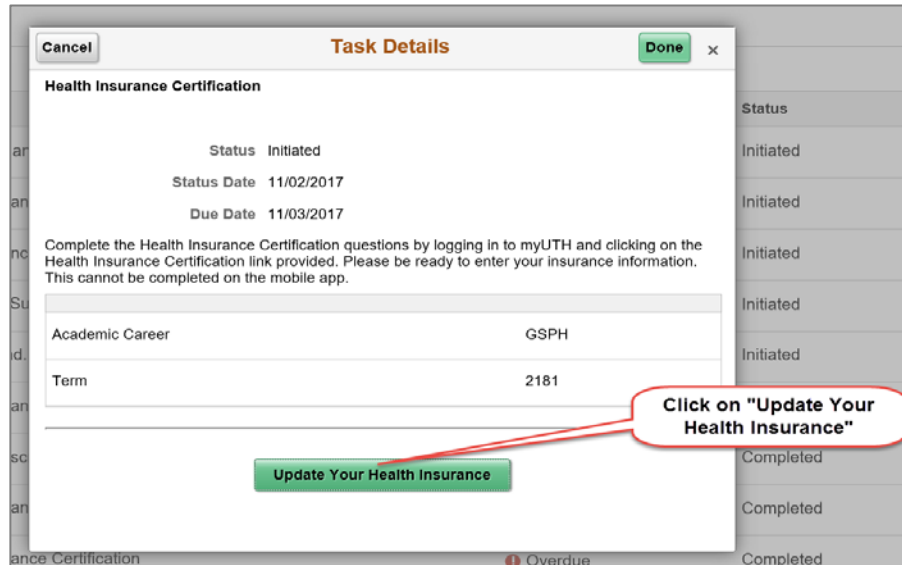 Cancel
Task Details
Done
×
Health Insurance Certification
Status
Status Initiated
Initiated
Status Date 11/02/2017
Initiated
Due Date 11/03/2017
Complete the Health Insurance Certification questions by logging in to myUTH and clicking on the
Health Insurance Certification link provided. Please be ready to enter your insurance information.
This cannot be completed on the mobile app.
Initiated
Initiated
Academic Career GSPH
Initiated
Term 2181
Click on "Update Your
Health Insurance"
Completed
Update Your Health Insurance
Completed
ance Certification Overdue Completed